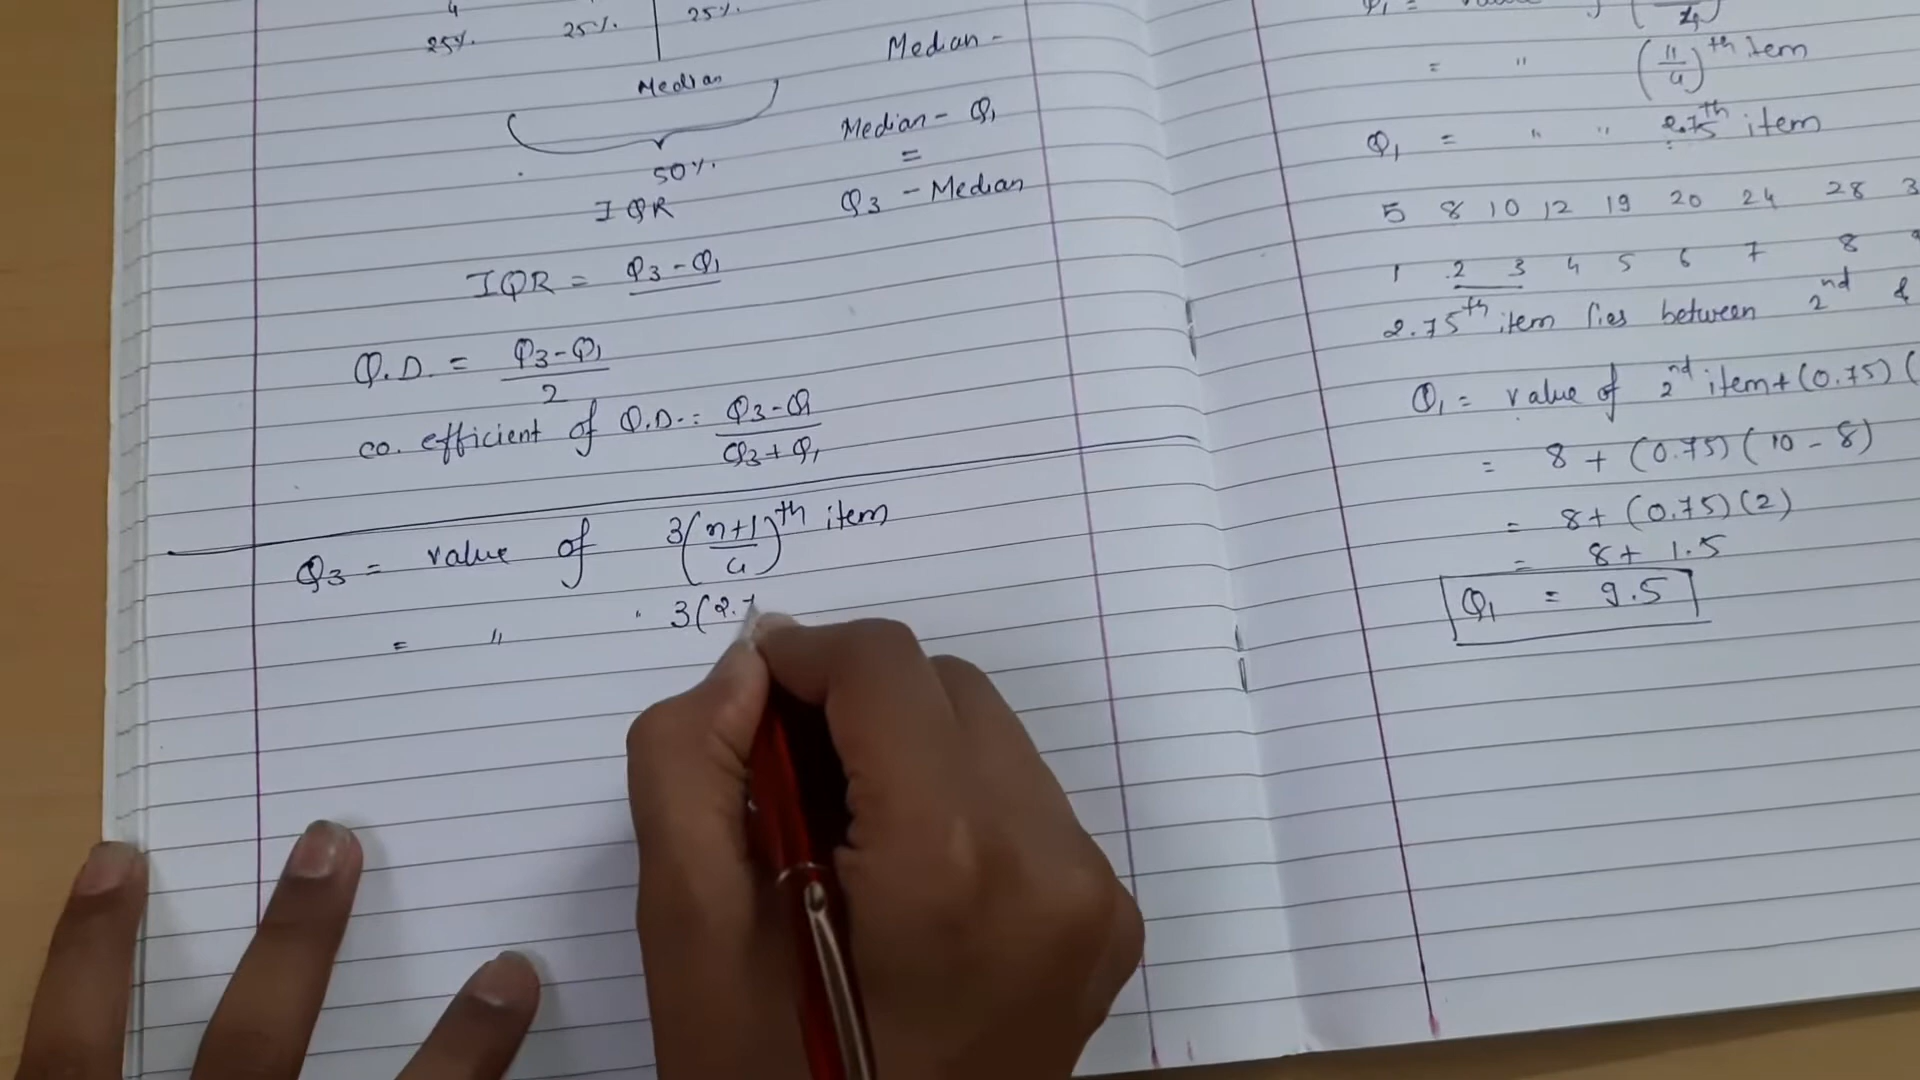 4
25%. 25%. 25%.
Median
50%.
IQR
Median -
Median - Q1
=
Q3 - Median
IQR = Q3-Q1
Q.D. = Q3-Q1
2
co. efficient of Q.D.: Q3-Q1
Q3+Q1
Q3 = value of 3(n+1/4)th item
= " " 3(2.7
= " (11/4)th item
Q1 = " " 2.75th item
5 8 10 12 19 20 24 28 3
1 2 3 4 5 6 7 8
2.75th item lies between 2nd &
Q1 = value of 2nd item+(0.75)(
= 8 + (0.75)(10 - 8)
= 8+ (0.75)(2)
= 8+ 1.5
Q1 = 9.5